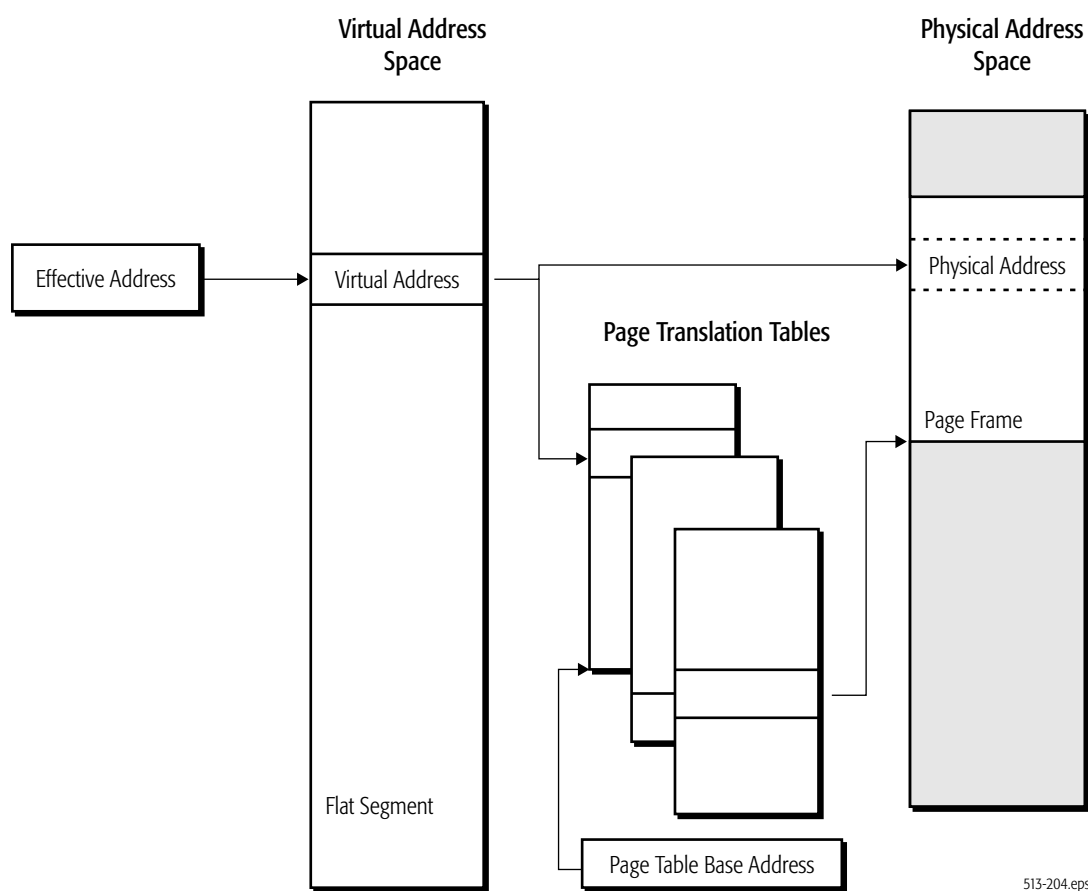 Virtual Address
Space
Physical Address
Space
Effective Address
Virtual Address
Physical Address
Page Translation Tables
Page Frame
Flat Segment
Page Table Base Address
513-204.eps